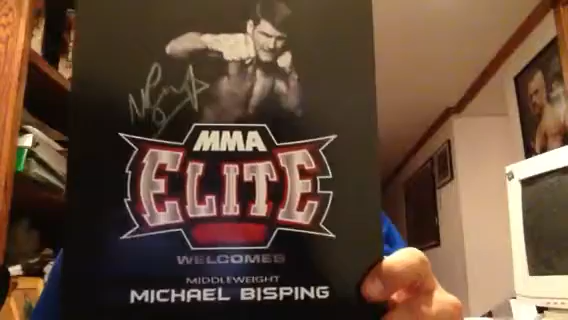 MMA
ELITE
WELCOMES
MIDDLEWEIGHT
MICHAEL BISPING